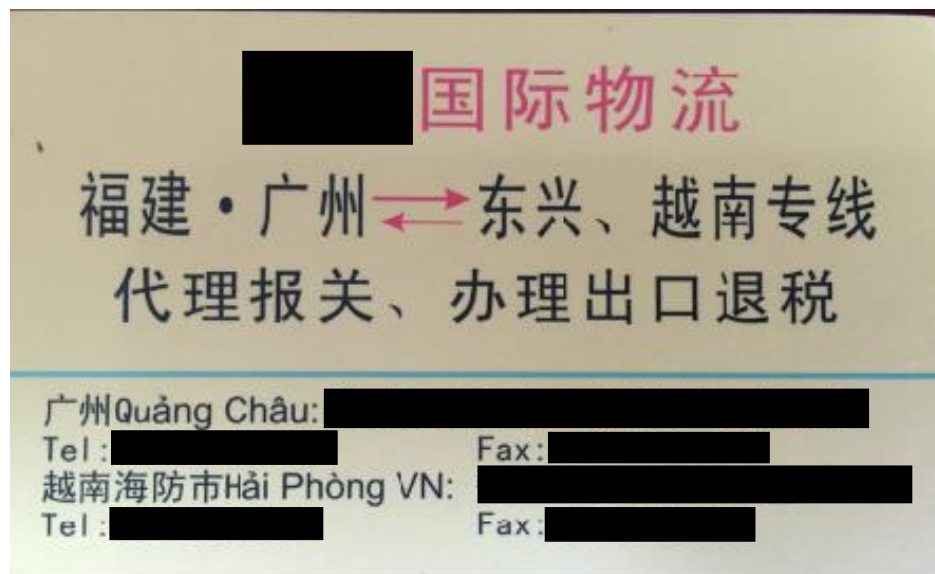 国际物流
福建·广州⇄东兴、越南专线
代理报关、办理出口退税
广州Quảng Châu:
Tel: Fax:
越南海防市Hải Phòng VN:
Tel: Fax: